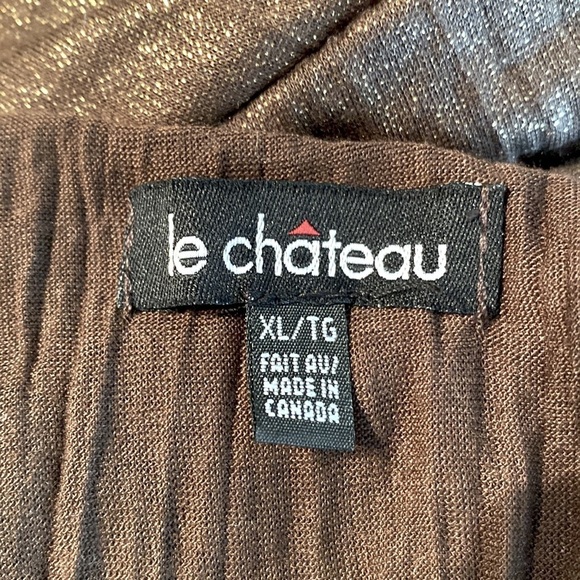 le château
XL/TG
FAIT AU/
MADE IN
CANADA